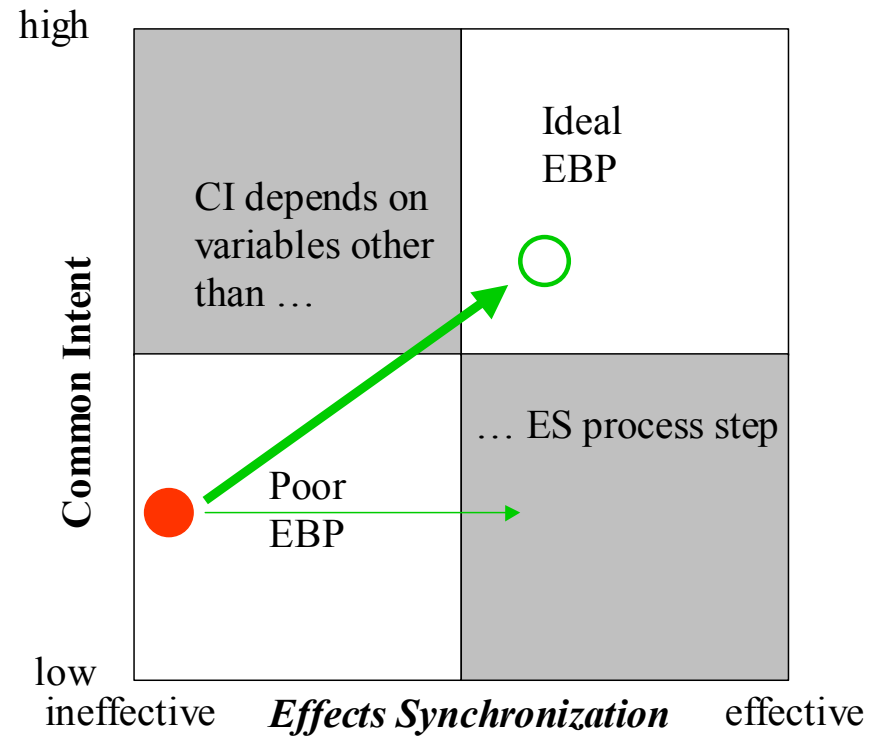 high
Ideal
EBP
CI depends on
variables other
than …
Common Intent
… ES process step
Poor
EBP
low
ineffective Effects Synchronization effective